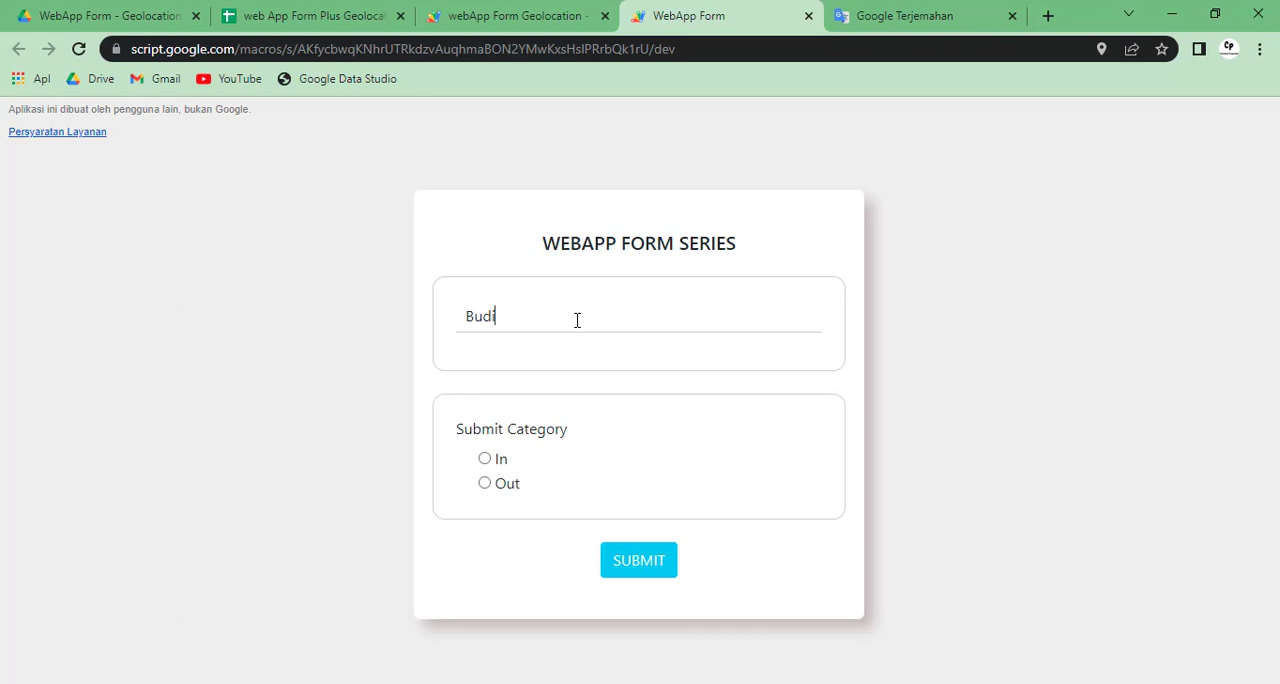 WebApp Form - Geolocation
web App Form Plus Geolocat
webApp Form Geolocation -
WebApp Form
Google Terjemahan
script.google.com/macros/s/AKfycbwqKNhrUTRkdzvAuqhmaBON2YMwKxsHsIPRrbQk1rU/dev
Apl
Drive
Gmail
YouTube
Google Data Studio
Aplikasi ini dibuat oleh pengguna lain, bukan Google.
Persyaratan Layanan
WEBAPP FORM SERIES
Budi
Submit Category
In
Out
SUBMIT